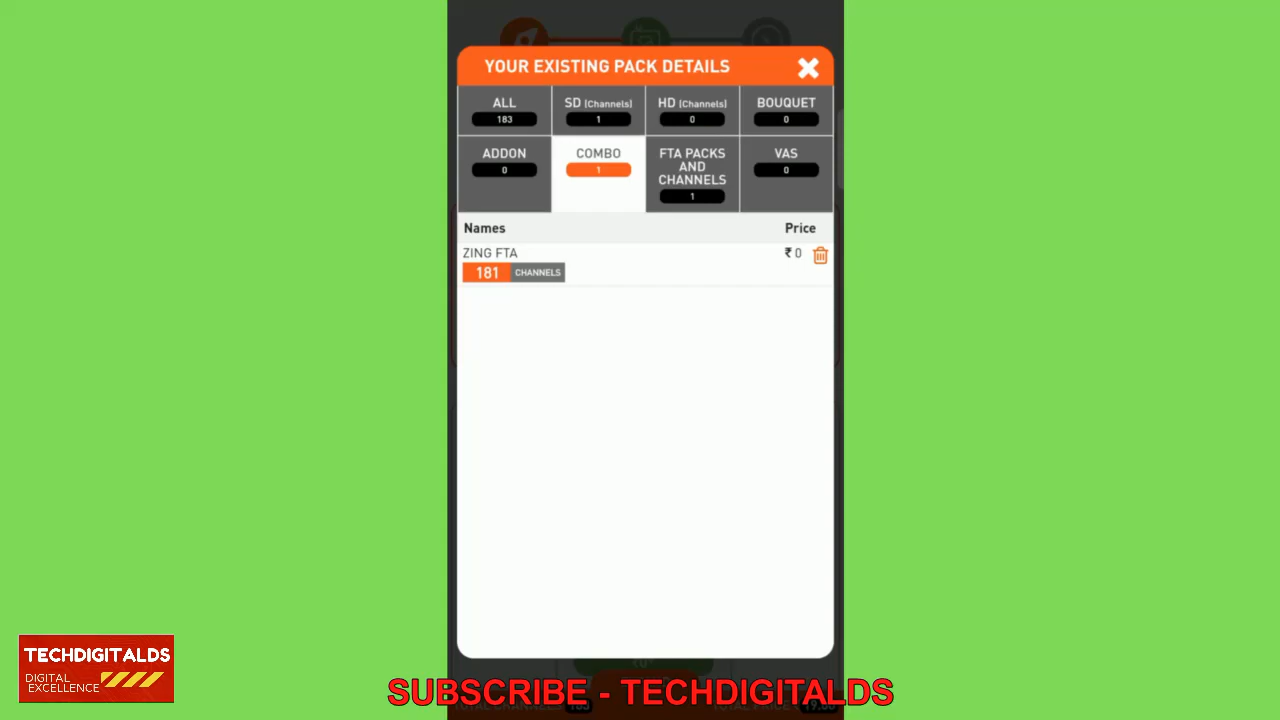 YOUR EXISTING PACK DETAILS
ALL
183
SD (Channels)
1
HD (Channels)
0
BOUQUET
0
ADDON
0
COMBO
1
FTA PACKS
AND
CHANNELS
1
VAS
0
Names Price
ZING FTA ₹ 0
181 CHANNELS
TECHDIGITALDS
DIGITAL
EXCELLENCE
SUBSCRIBE - TECHDIGITALDS